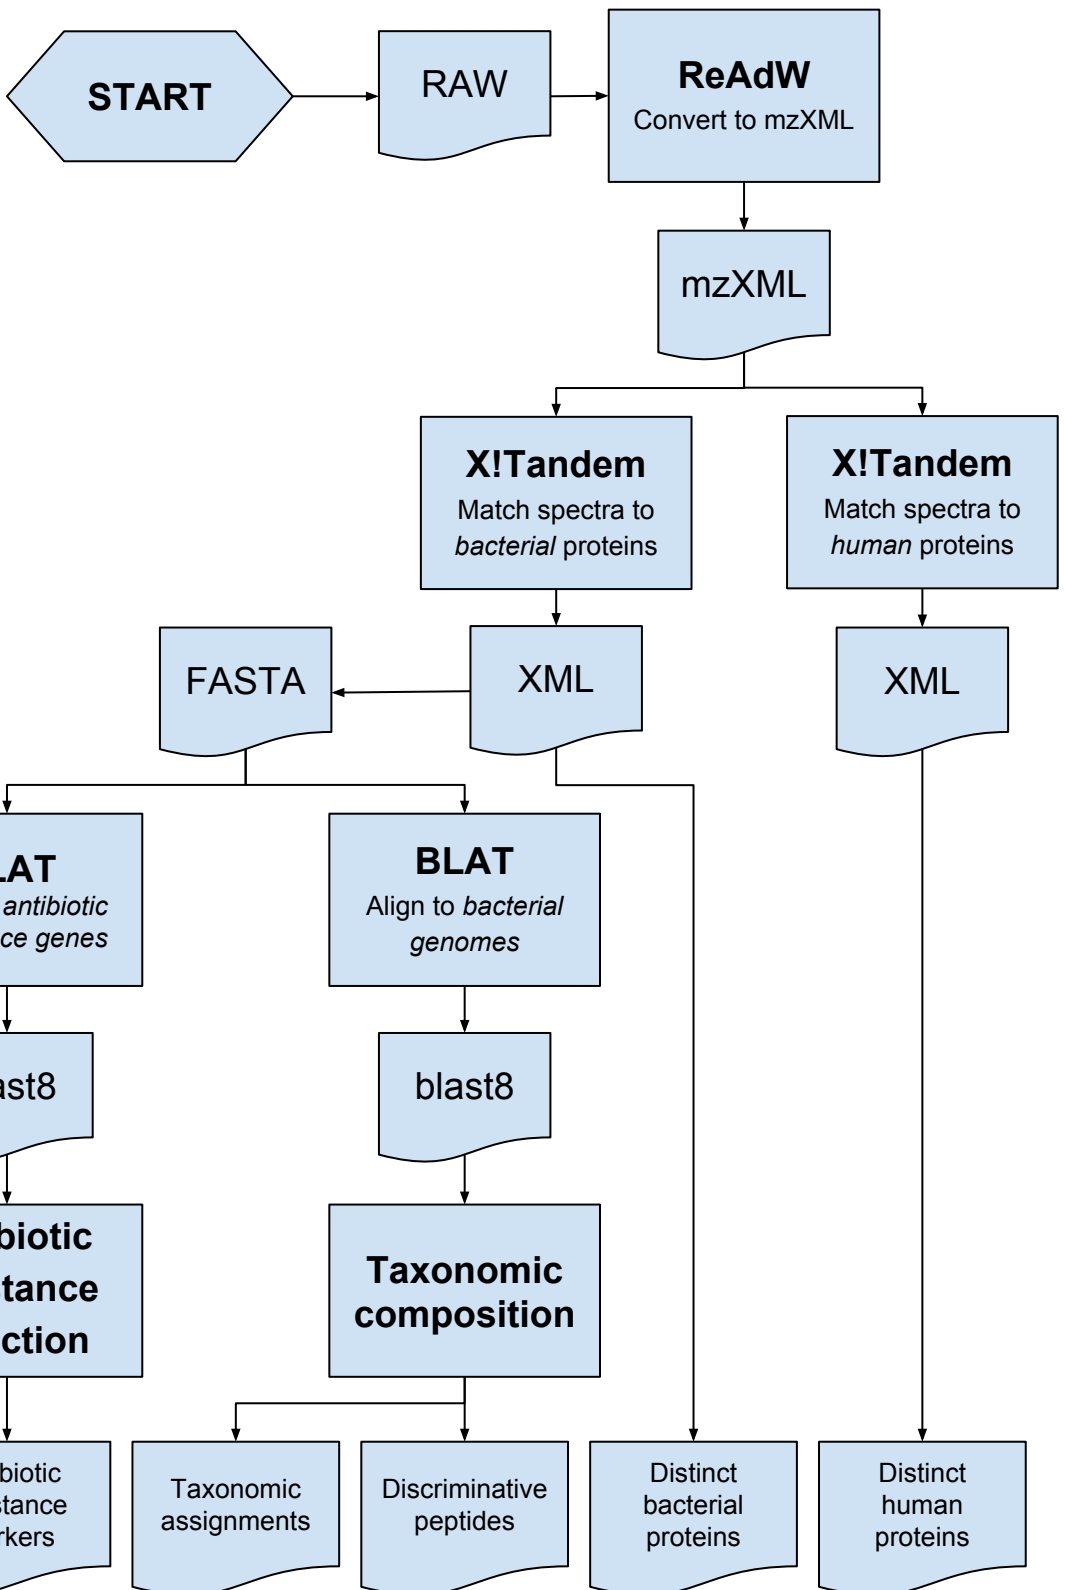 START
RAW
ReAdW
Convert to mzXML
mzXML
X!Tandem
Match spectra to
bacterial proteins
X!Tandem
Match spectra to
human proteins
FASTA
XML
XML
antibiotic
genes
BLAT
Align to bacterial
genomes
blast8
Taxonomic
composition
Taxonomic
assignments
Discriminative
peptides
Distinct
bacterial
proteins
Distinct
human
proteins